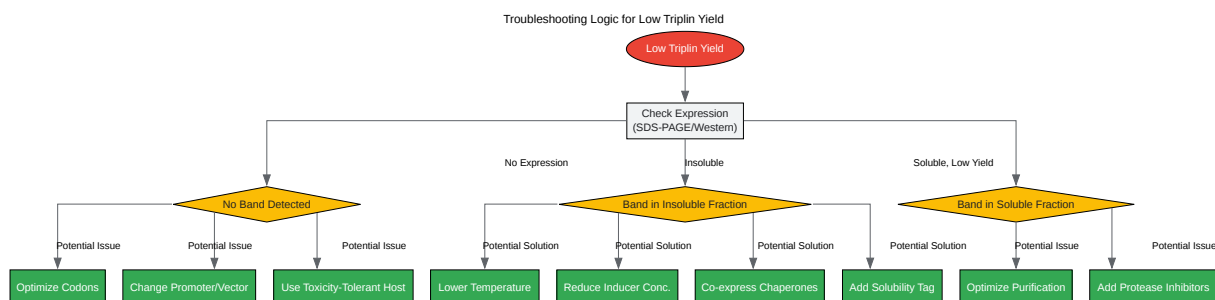 Troubleshooting Logic for Low Triplin Yield
Low Triplin Yield
Check Expression
(SDS-PAGE/Western)
No Expression
Insoluble
Soluble, Low Yield
No Band Detected
Band in Insoluble Fraction
Band in Soluble Fraction
Potential Issue
Potential Issue
Potential Issue
Potential Solution
Potential Solution
Potential Solution
Potential Solution
Potential Issue
Potential Issue
Optimize Codons
Change Promoter/Vector
Use Toxicity-Tolerant Host
Lower Temperature
Reduce Inducer Conc.
Co-express Chaperones
Add Solubility Tag
Optimize Purification
Add Protease Inhibitors